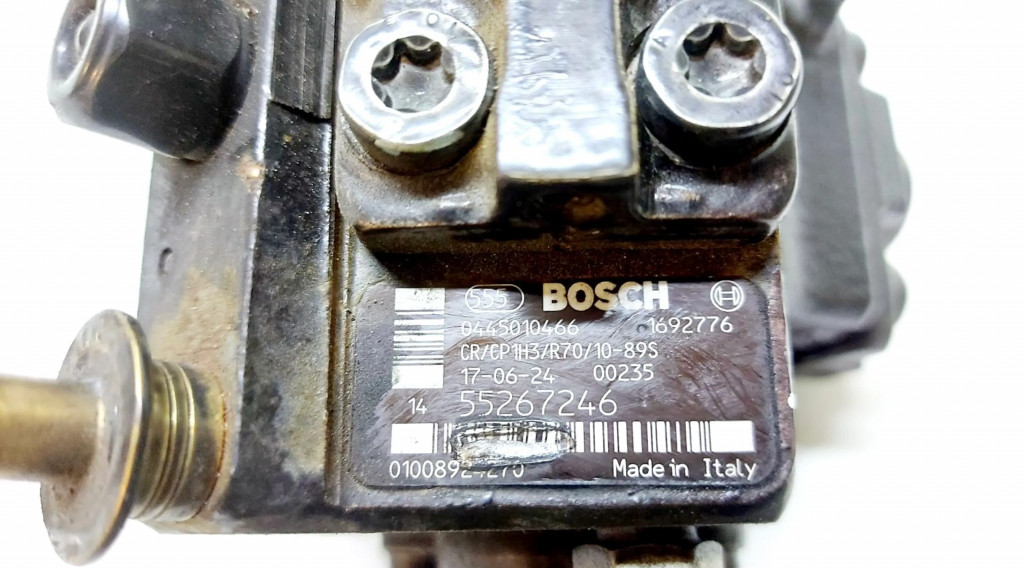 555 BOSCH
0445010466 1692776
CR/CP1H3/R70/10-89S
17-06-24 00235
14 55267246
Made in Italy